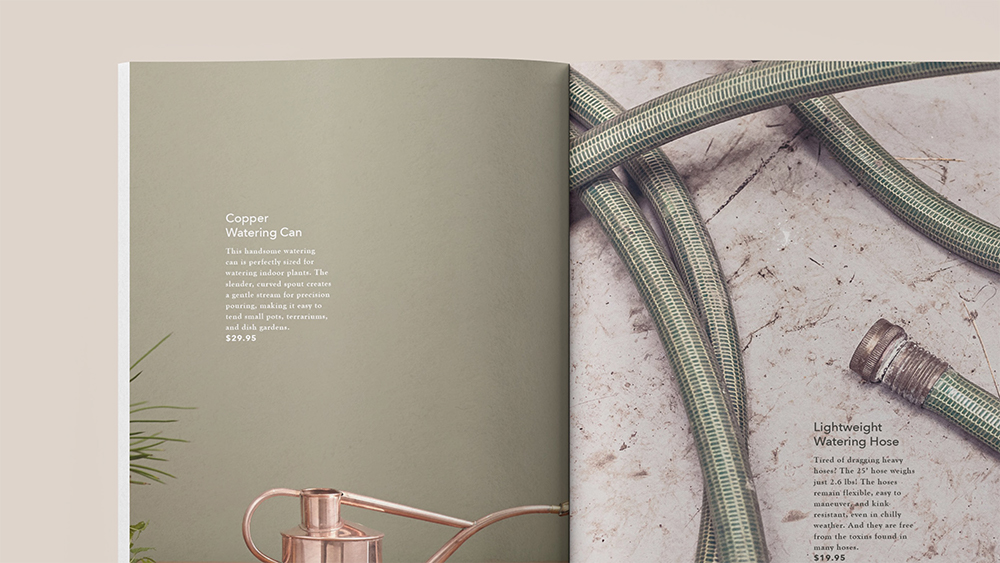 Copper
Watering Can
This handsome watering
can is perfectly sized for
watering indoor plants. The
slender, curved spout creates
a gentle stream for precision
pouring, making it easy to
tend small pots, terrariums,
and dish gardens.
$29.95
Lightweight
Watering Hose
Tired of dragging heavy
hoses? The 25' hose weighs
just 2.6 lbs! The hoses
remain flexible, easy to
maneuver, and kink-
resistant, even in chilly
weather. And they are free
from the toxins found in
many hoses.
$19.95